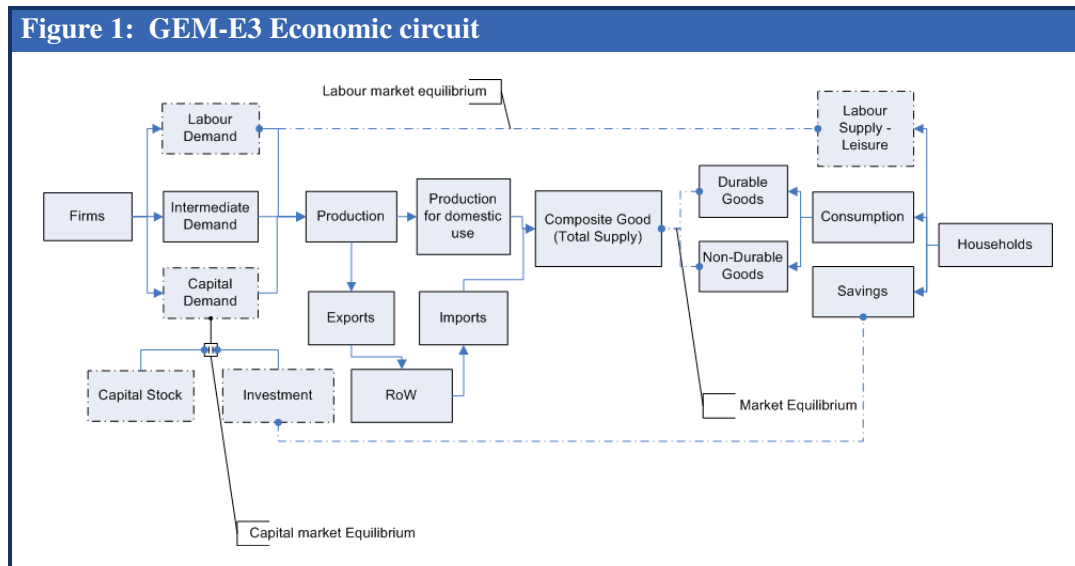 Figure 1: GEM-E3 Economic circuit
Labour market equilibrium
Labour
Demand
Labour
Supply -
Leisure
Firms
Intermediate
Demand
Production
Production
for domestic
use
Composite Good
(Total Supply)
Durable
Goods
Consumption
Households
Non-Durable
Goods
Capital
Demand
Savings
Exports
Imports
Capital Stock
Investment
RoW
Market Equilibrium
Capital market Equilibrium